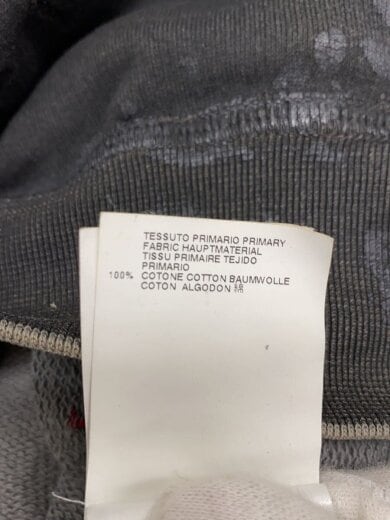 TESSUTO PRIMARIO PRIMARY
FABRIC HAUPTMATERIAL
TISSU PRIMAIRE TEJIDO
PRIMARIO
100% COTONE COTTON BAUMWOLLE
COTON ALGODON 綿